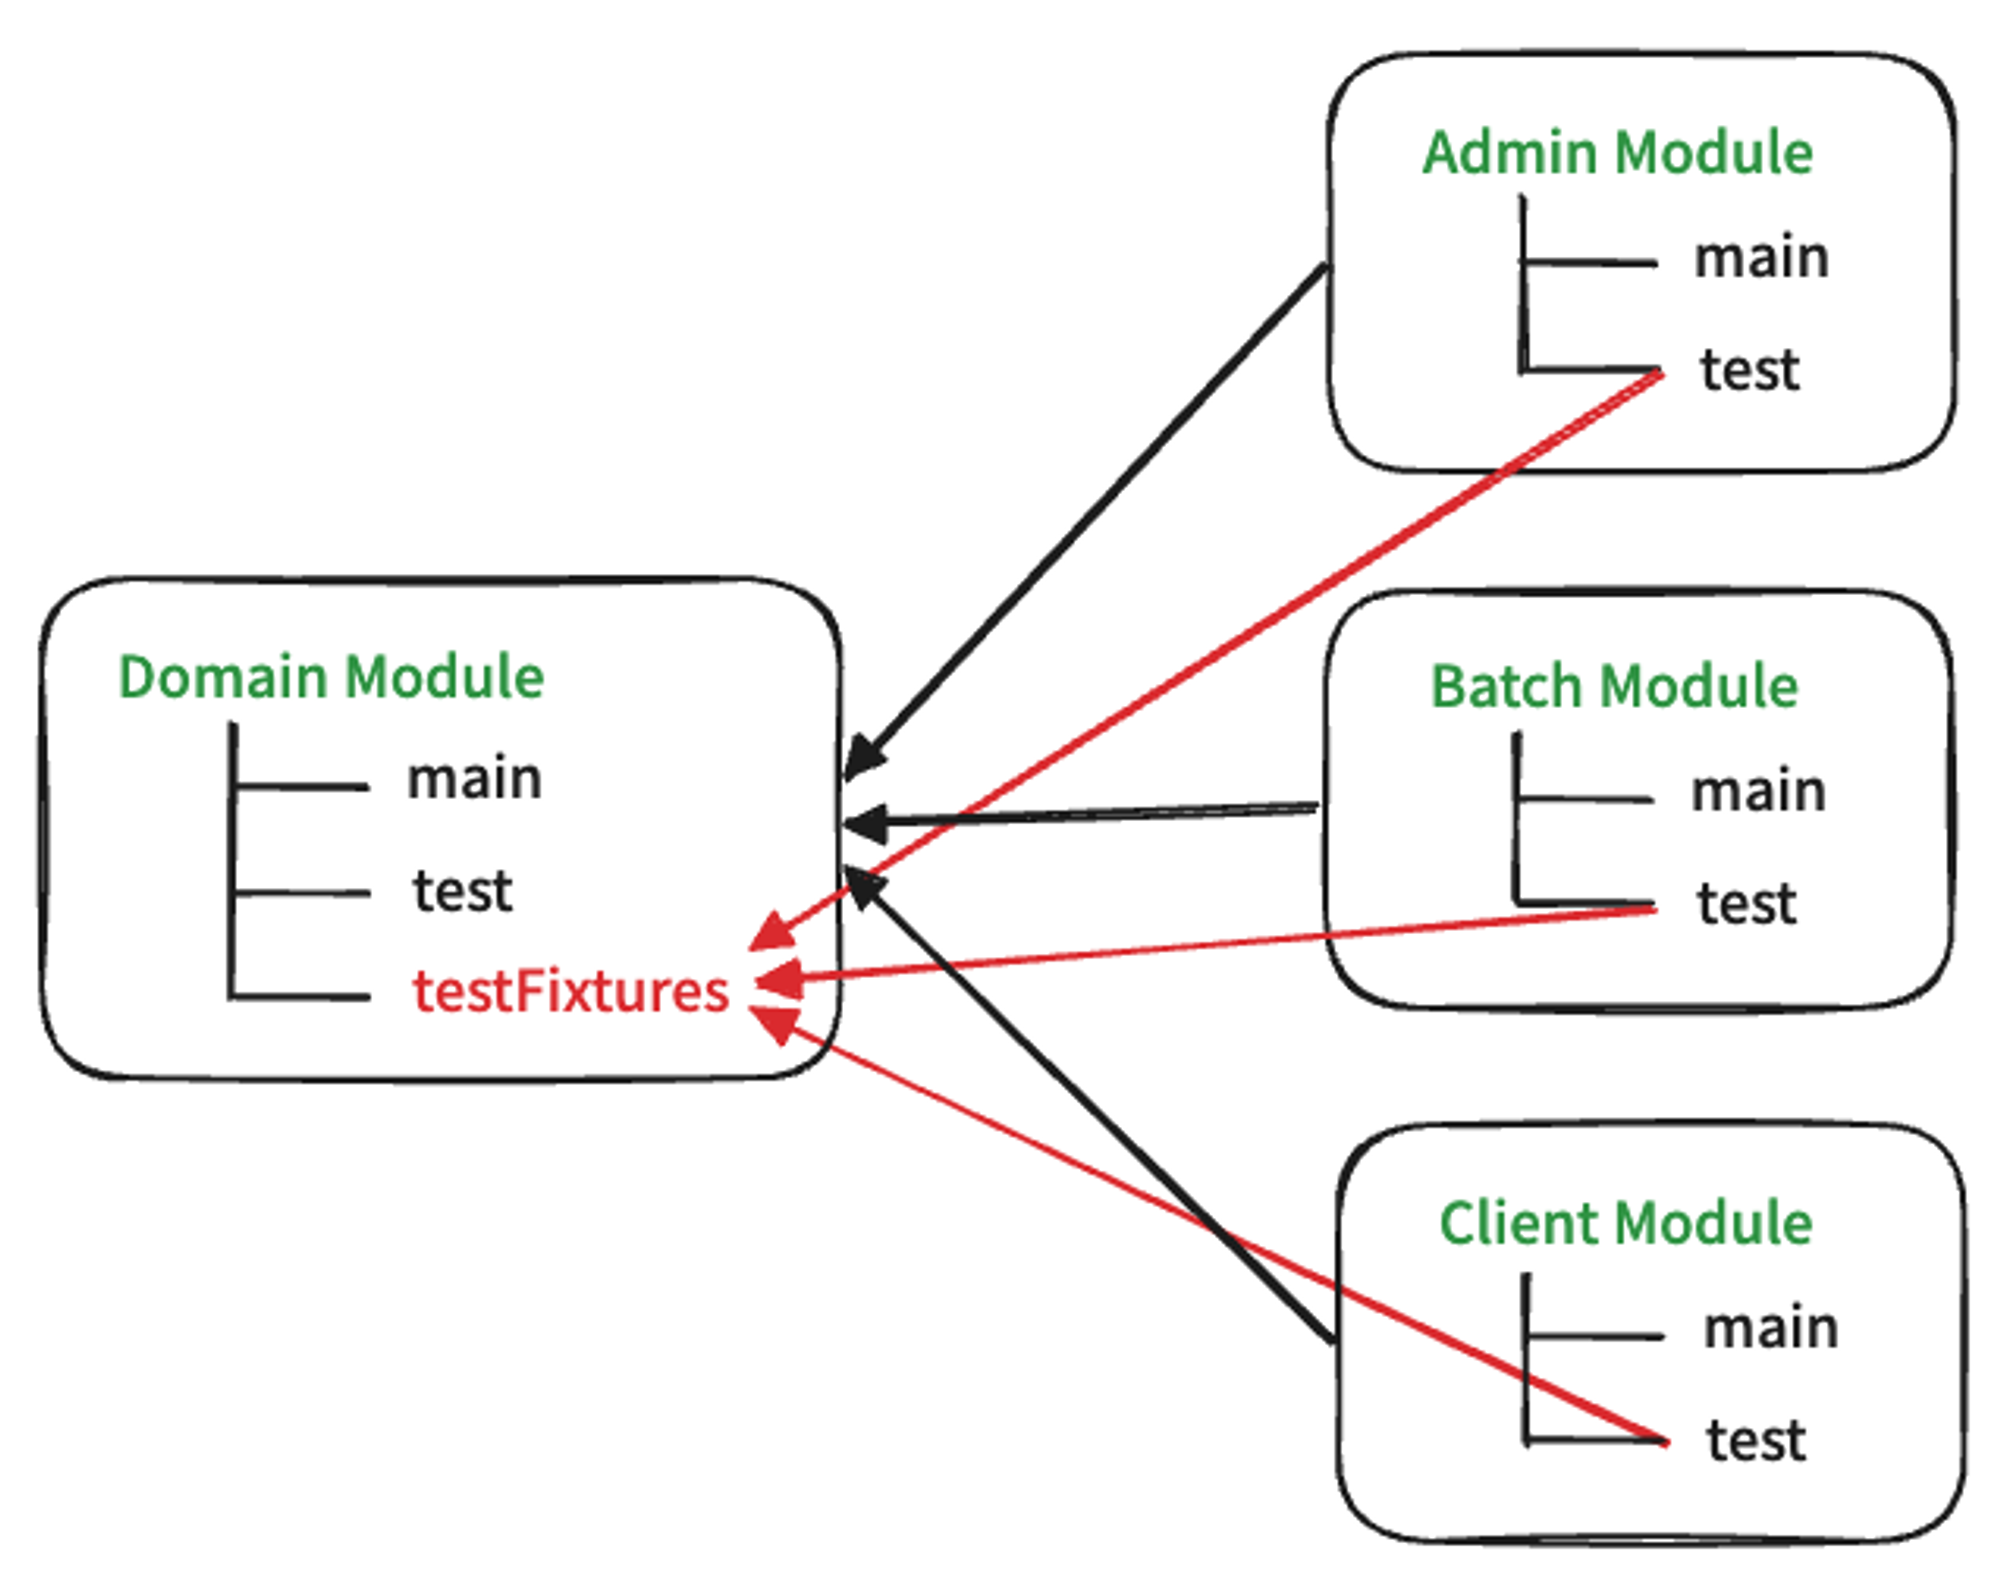 Domain Module
main
test
testFixtures
Admin Module
main
test
Batch Module
main
test
Client Module
main
test